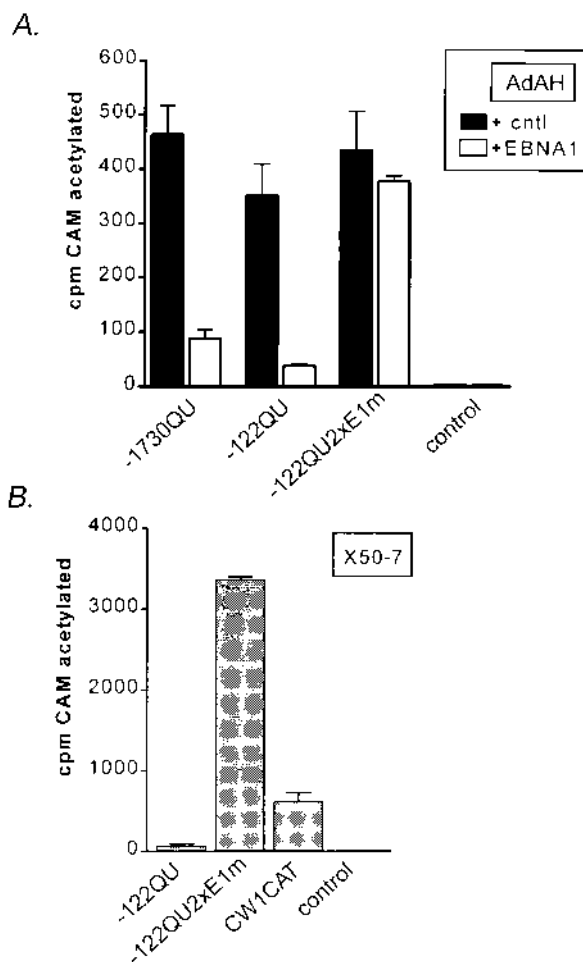 A.
600
500
400
300
200
100
0
cpm CAM acetylated
AdAH
+ cntl
+EBNA1
-1730QU
-122QU
-122QU2xE1m
control
B.
4000
3000
2000
1000
0
cpm CAM acetylated
X50-7
-122QU
-122QU2xE1m
CW1CAT
control